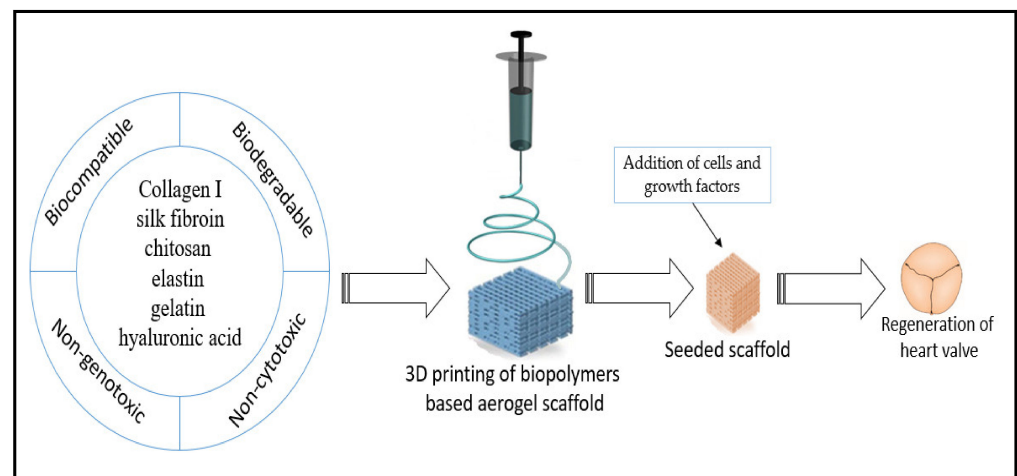 Biocompatible
Biodegradable
Non-genotoxic
Non-cytotoxic
Collagen I
silk fibroin
chitosan
elastin
gelatin
hyaluronic acid
3D printing of biopolymers
based aerogel scaffold
Addition of cells and
growth factors
Seeded scaffold
Regeneration of
heart valve